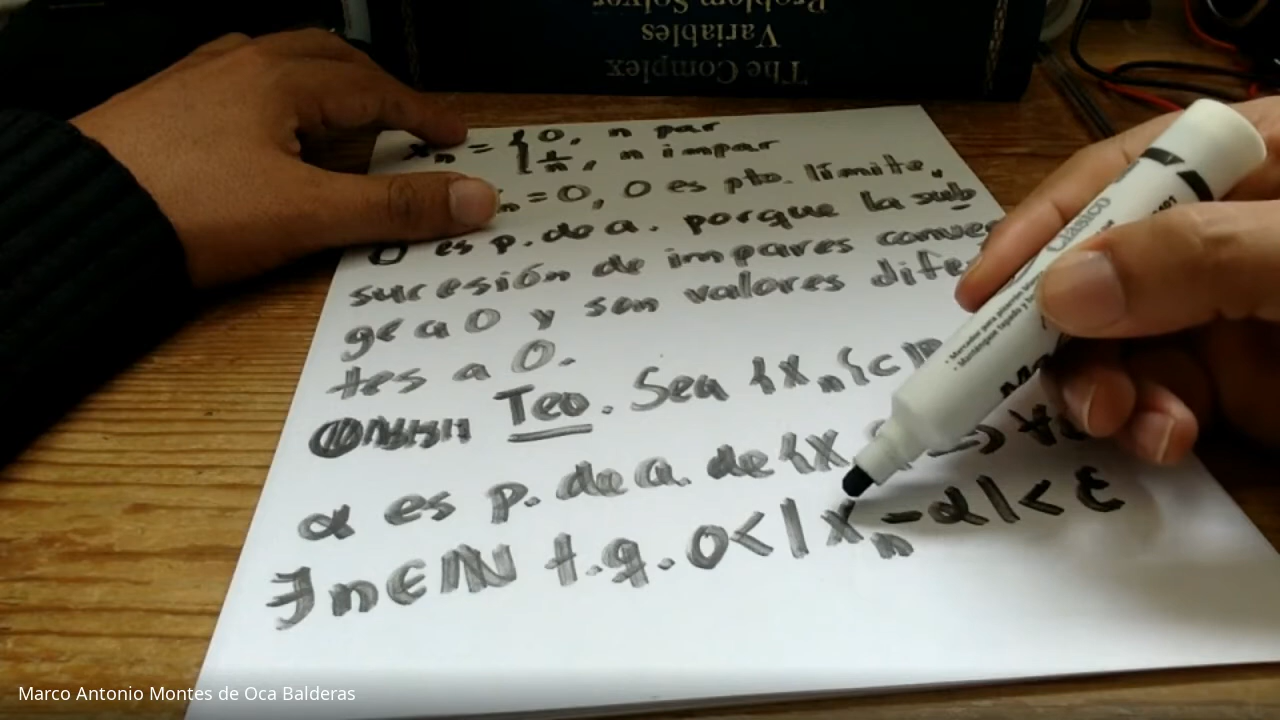 The Complex
Variables
Problem Solver
xₙ = { 0, n par
1/n, n impar
ₙ = 0, 0 es pto. límite.
0 es p. de a. porque la sub
sucesión de impares conver
ge a 0 y son valores dife
tes a 0.
Teo. Sea {xₙ} ⊂
α es p. de a. de {x ∀
∃ n ∈ ℕ t.q. 0 < | xₙ - α | < ε
Clásico
Marco Antonio Montes de Oca Balderas